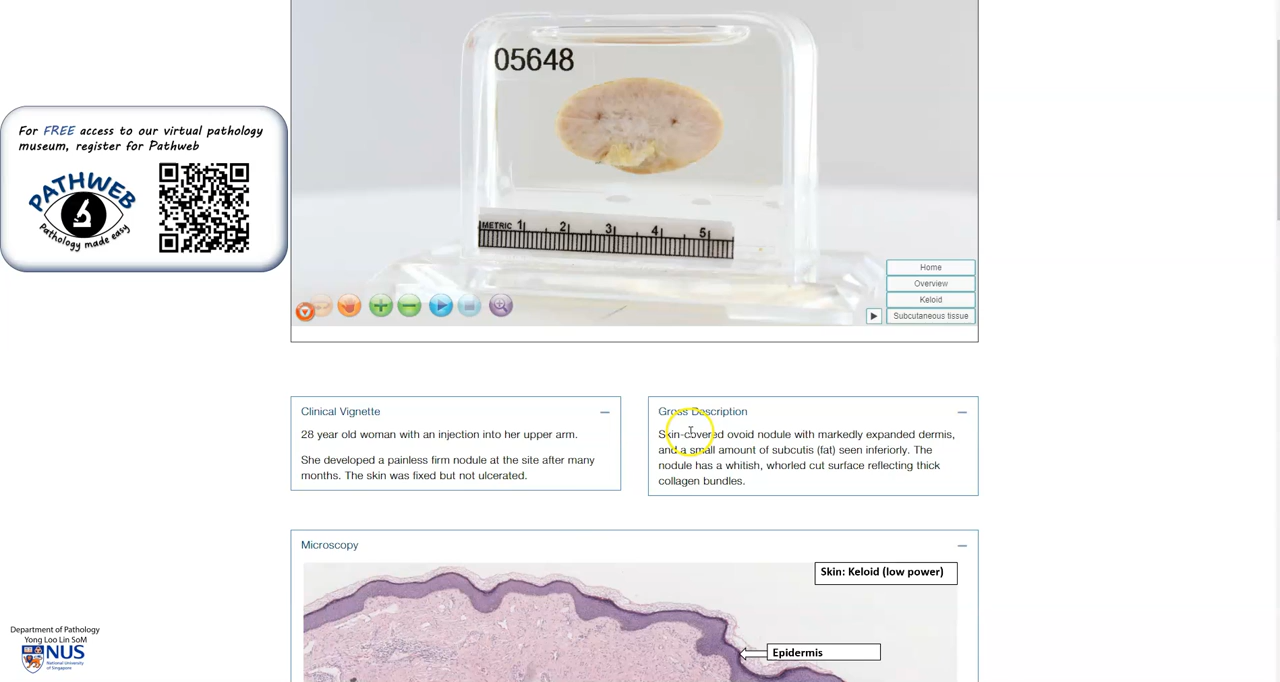 05648
For FREE access to our virtual pathology
museum, register for Pathweb
PATHWEB
Pathology made easy
METRIC 1 2 3 4 5
Home
Overview
Keloid
Subcutaneous tissue
Clinical Vignette
28 year old woman with an injection into her upper arm.
She developed a painless firm nodule at the site after many
months. The skin was fixed but not ulcerated.
Gross Description
Skin-covered ovoid nodule with markedly expanded dermis,
and a small amount of subcutis (fat) seen inferiorly. The
nodule has a whitish, whorled cut surface reflecting thick
collagen bundles.
Microscopy
Skin: Keloid (low power)
Epidermis
Department of Pathology
Yong Loo Lin SoM
NUS
National University
of Singapore